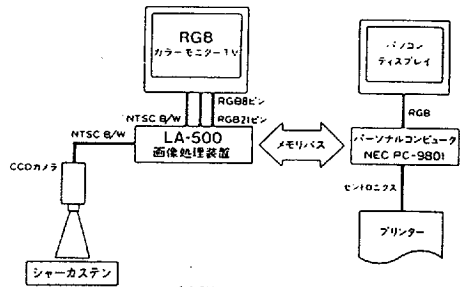 RGB
カラーモニターTV
パソコン
ディスプレイ
NTSC B/W
RGB8ピン
RGB21ピン
RGB
NTSC B/W
LA-500
画像処理装置
メモリバス
パーソナルコンピュータ
NEC PC-9801
CCDカメラ
セントロニクス
プリンター
シャーカステン